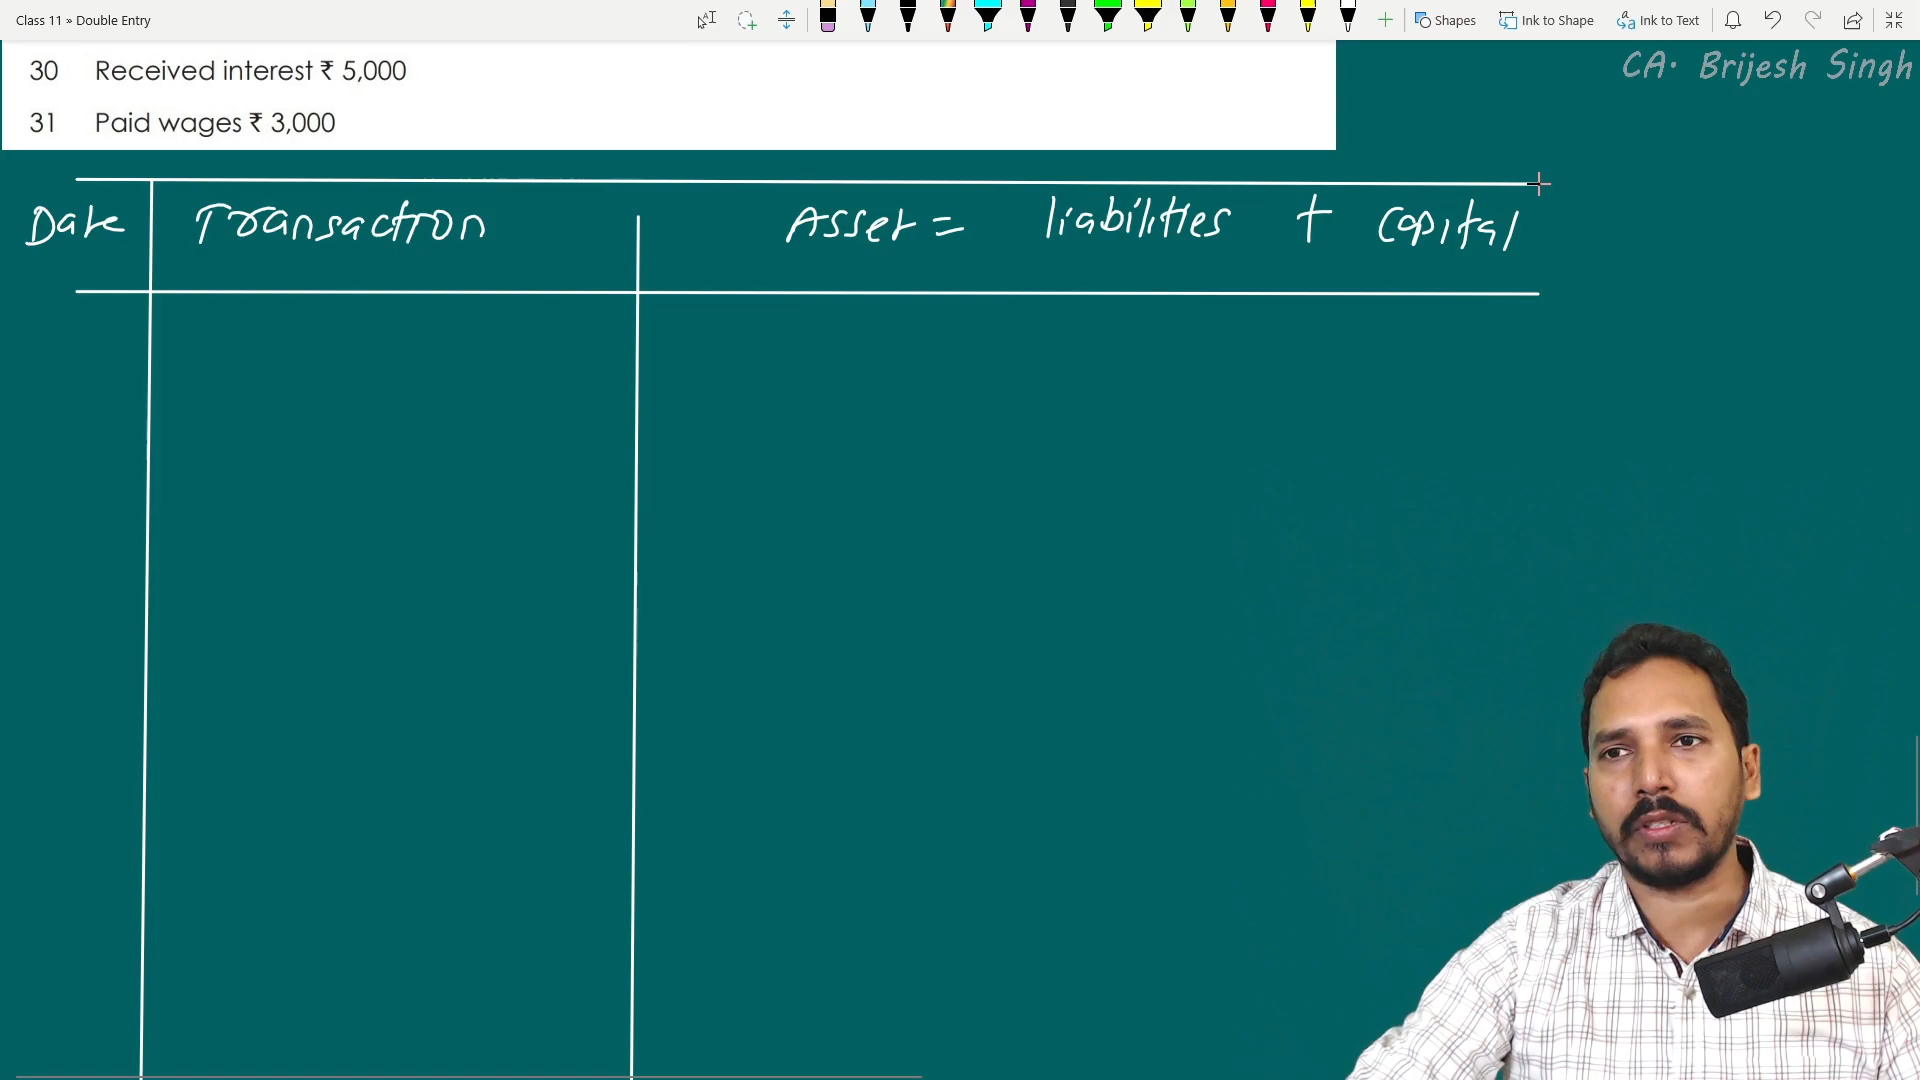 Class 11 » Double Entry
Shapes
Ink to Shape
Ink to Text
30 Received interest ₹ 5,000
CA. Brijesh Singh
31 Paid wages ₹ 3,000
Date Transaction Asset = liabilities + capital